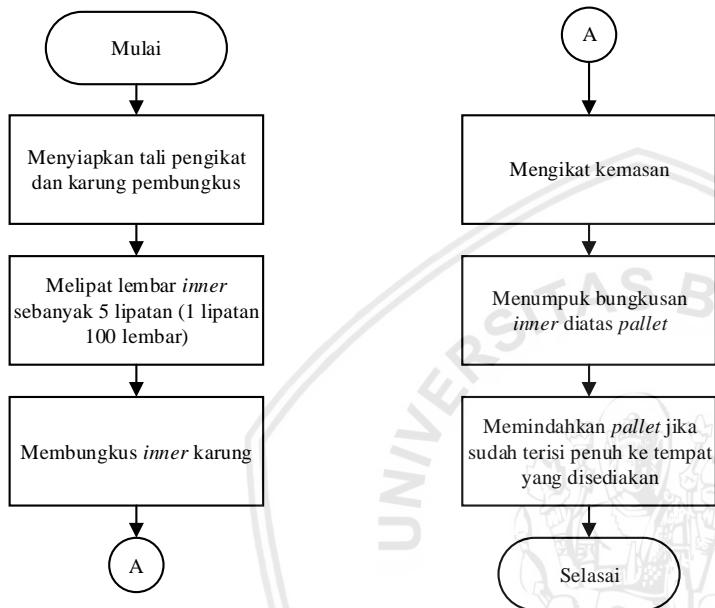 Mulai
Menyiapkan tali pengikat
dan karung pembungkus
Melipat lembar inner
sebanyak 5 lipatan (1 lipatan
100 lembar)
Membungkus inner karung
A
A
Mengikat kemasan
Menumpuk bungkusan
inner diatas pallet
Memindahkan pallet jika
sudah terisi penuh ke tempat
yang disediakan
Selasai
UNIVERSITAS B